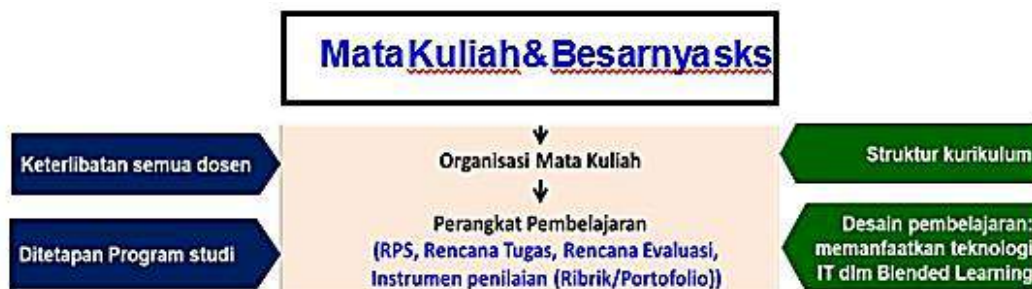 MataKuliah&Besarnyasks
Keterlibatan semua dosen
Organisasi Mata Kuliah
Struktur kurikulum
Ditetapan Program studi
Perangkat Pembelajaran
(RPS, Rencana Tugas, Rencana Evaluasi,
Instrumen penilaian (Ribrik/Portofolio))
Desain pembelajaran:
memanfaatkan teknologi
IT dlm Blended Learning